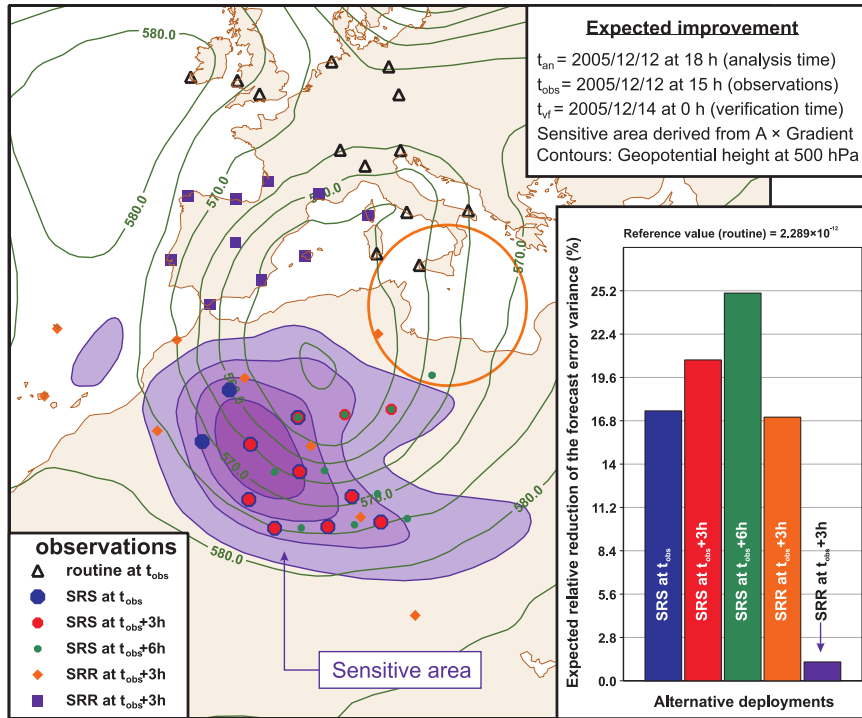 Expected improvement
t_an = 2005/12/12 at 18 h (analysis time)
t_obs = 2005/12/12 at 15 h (observations)
t_vf = 2005/12/14 at 0 h (verification time)
Sensitive area derived from A × Gradient
Contours: Geopotential height at 500 hPa
580.0
580.0
570.0
570.0
570.0
580.0
570.0
570.0
580.0
580.0
observations
routine at t_obs
SRS at t_obs
SRS at t_obs+3h
SRS at t_obs+6h
SRR at t_obs+3h
SRR at t_obs+3h
Sensitive area
Reference value (routine) = 2.289×10⁻¹²
Expected relative reduction of the forecast error variance (%)
25.2
22.4
19.6
16.8
14
11.2
8.4
5.6
2.8
0.0
SRS at t_obs
SRS at t_obs+3h
SRS at t_obs+6h
SRR at t_obs+3h
SRR at t_obs+3h
Alternative deployments